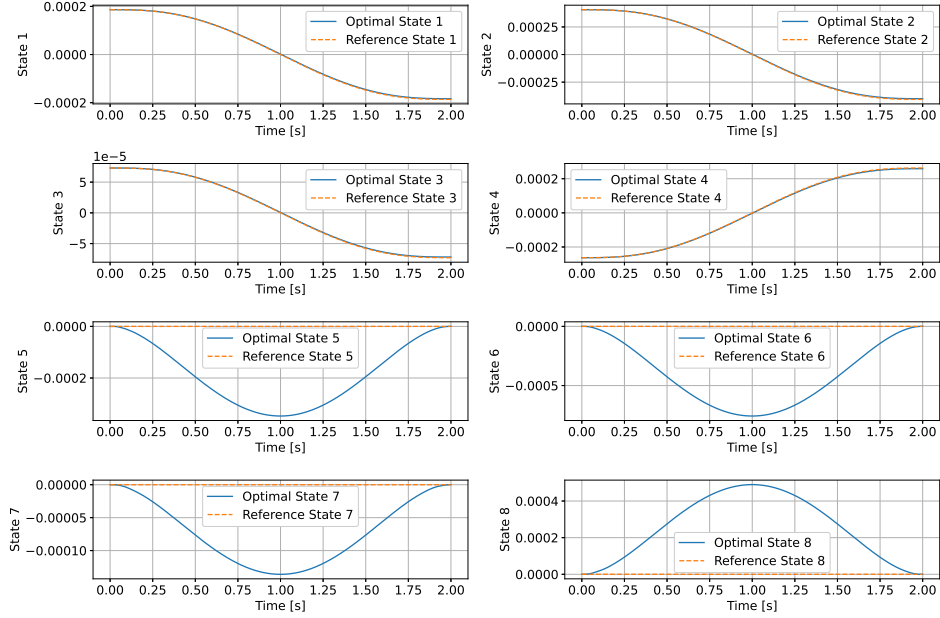 State 1
0.0002
0.0000
−0.0002
Optimal State 1
Reference State 1
0.00 0.25 0.50 0.75 1.00 1.25 1.50 1.75 2.00
Time [s]
State 2
0.00025
0.00000
−0.00025
Optimal State 2
Reference State 2
0.00 0.25 0.50 0.75 1.00 1.25 1.50 1.75 2.00
Time [s]
1e−5
State 3
5
0
−5
Optimal State 3
Reference State 3
0.00 0.25 0.50 0.75 1.00 1.25 1.50 1.75 2.00
Time [s]
State 4
0.0002
0.0000
−0.0002
Optimal State 4
Reference State 4
0.00 0.25 0.50 0.75 1.00 1.25 1.50 1.75 2.00
Time [s]
State 5
0.0000
−0.0002
Optimal State 5
Reference State 5
0.00 0.25 0.50 0.75 1.00 1.25 1.50 1.75 2.00
Time [s]
State 6
0.0000
−0.0005
Optimal State 6
Reference State 6
0.00 0.25 0.50 0.75 1.00 1.25 1.50 1.75 2.00
Time [s]
State 7
0.00000
−0.00005
−0.00010
Optimal State 7
Reference State 7
0.00 0.25 0.50 0.75 1.00 1.25 1.50 1.75 2.00
Time [s]
State 8
0.0004
0.0002
0.0000
Optimal State 8
Reference State 8
0.00 0.25 0.50 0.75 1.00 1.25 1.50 1.75 2.00
Time [s]